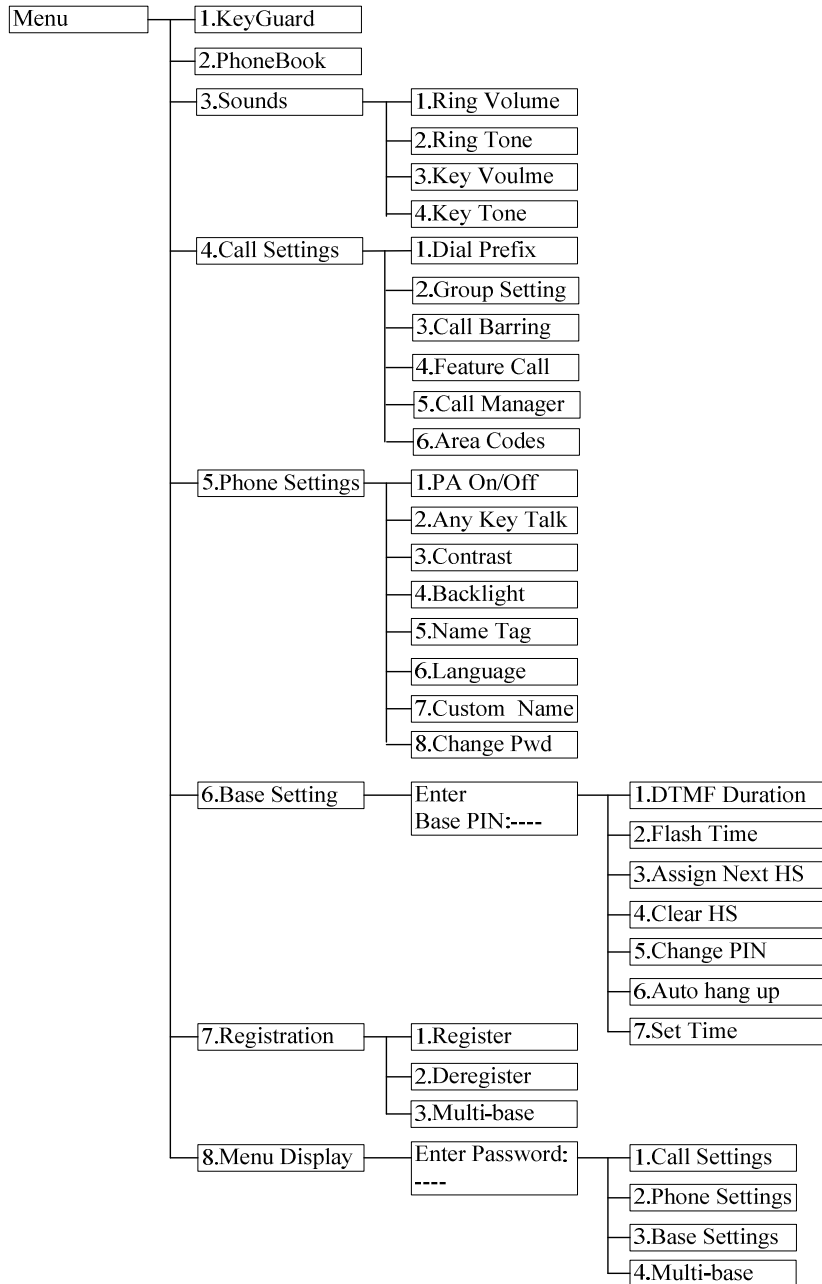 Menu
1.KeyGuard
2.PhoneBook
3.Sounds
1.Ring Volume
2.Ring Tone
3.Key Voulme
4.Key Tone
4.Call Settings
1.Dial Prefix
2.Group Setting
3.Call Barring
4.Feature Call
5.Call Manager
6.Area Codes
5.Phone Settings
1.PA On/Off
2.Any Key Talk
3.Contrast
4.Backlight
5.Name Tag
6.Language
7.Custom Name
8.Change Pwd
6.Base Setting
Enter
Base PIN:----
1.DTMF Duration
2.Flash Time
3.Assign Next HS
4.Clear HS
5.Change PIN
6.Auto hang up
7.Set Time
7.Registration
1.Register
2.Deregister
3.Multi-base
8.Menu Display
Enter Password:
----
1.Call Settings
2.Phone Settings
3.Base Settings
4.Multi-base